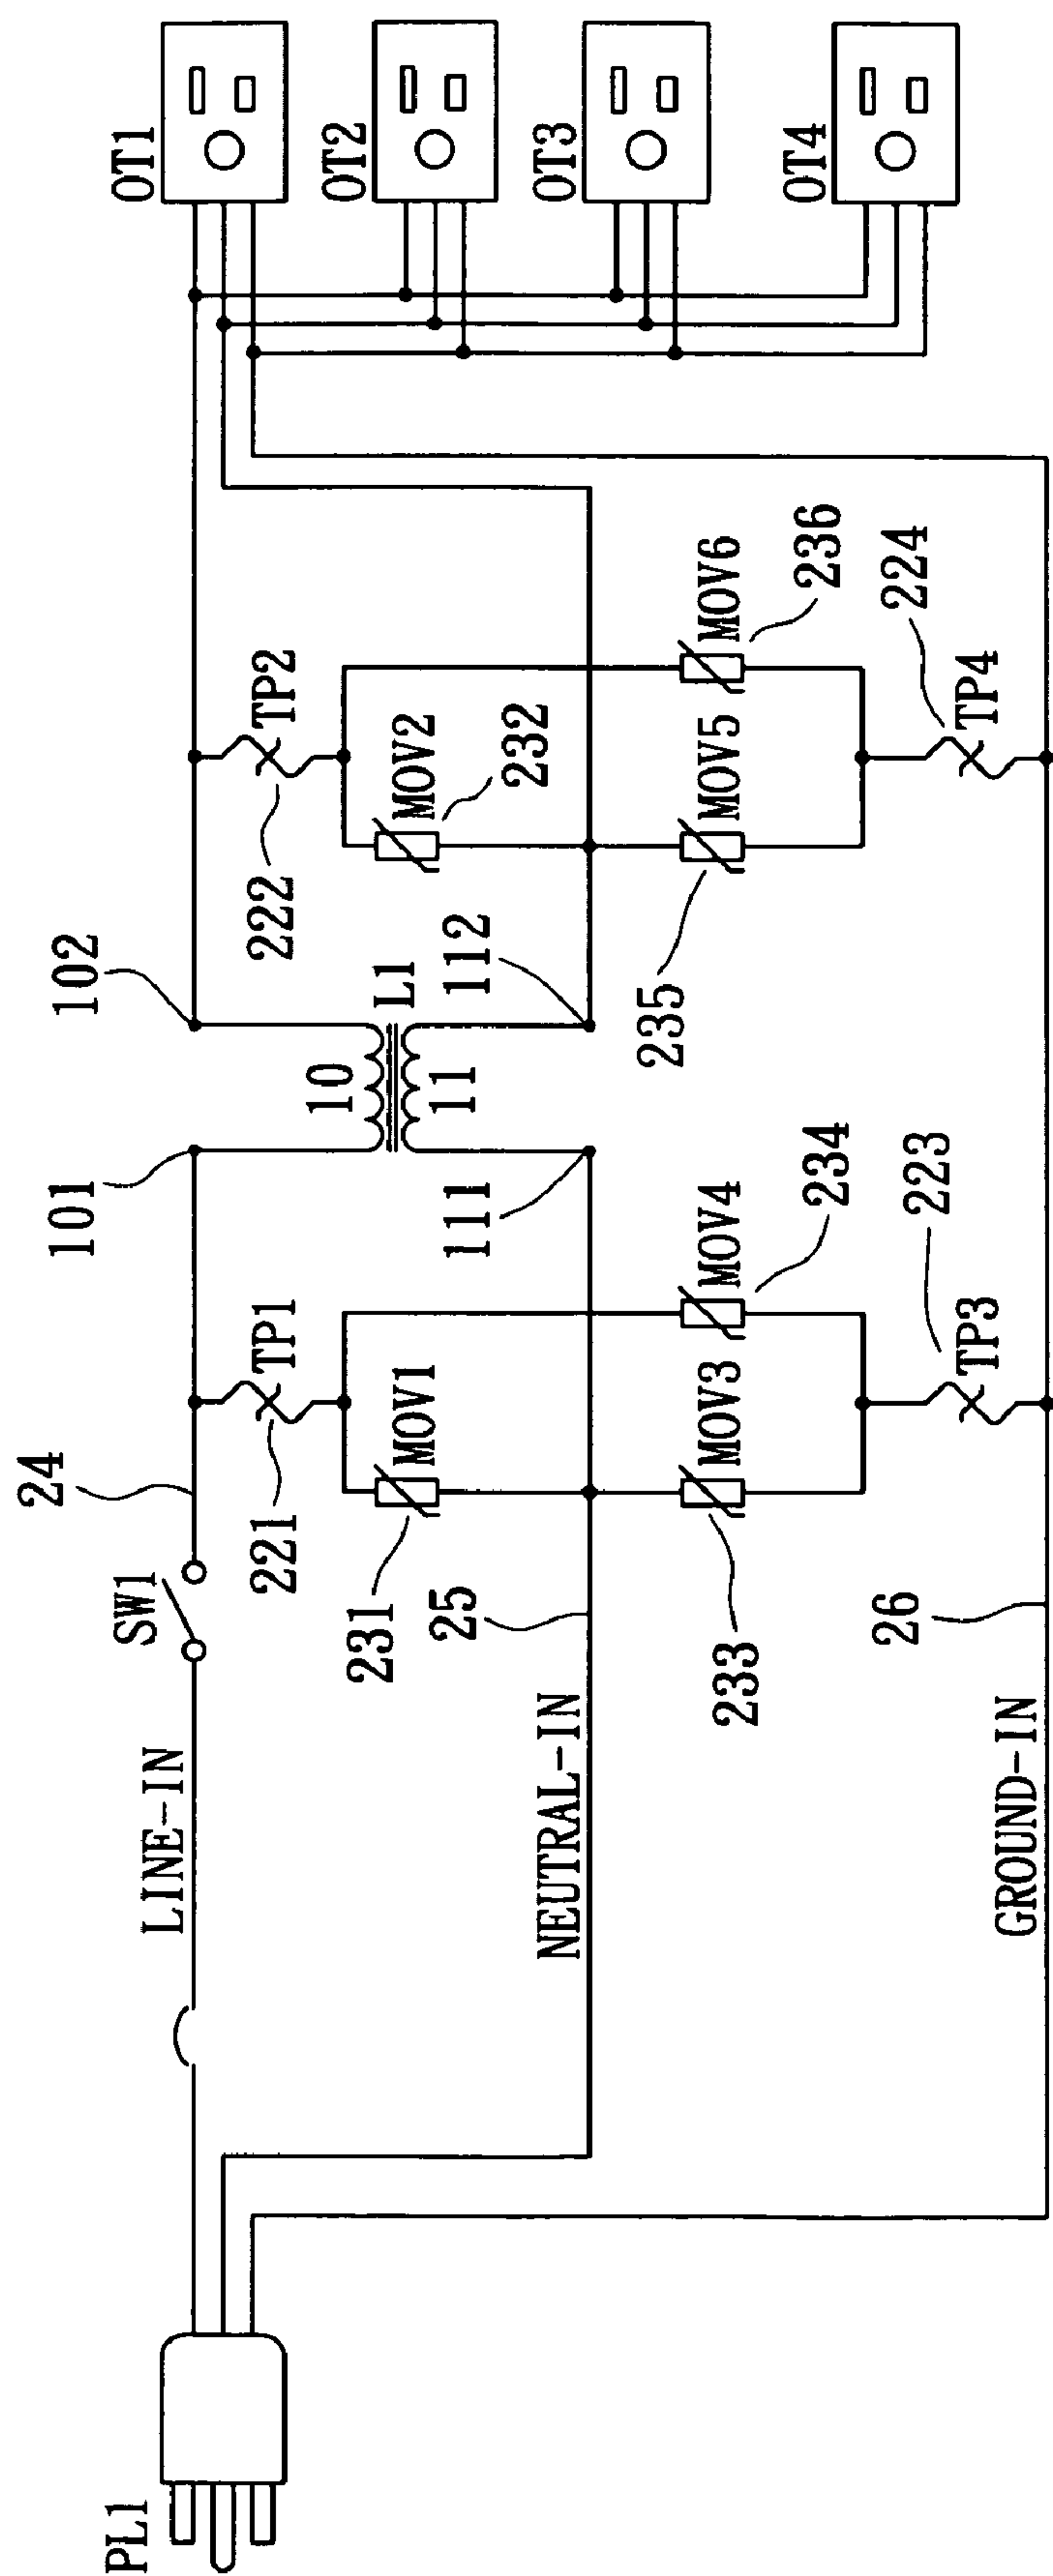 PL1
LINE-IN
SW1
24
101
102
OT1
OT2
OT3
OT4
TP1
221
TP2
222
10
L1
11
MOV1
231
MOV2
232
NEUTRAL-IN
25
111
112
MOV3
233
MOV4
234
MOV5
235
MOV6
236
GROUND-IN
26
TP3
223
TP4
224